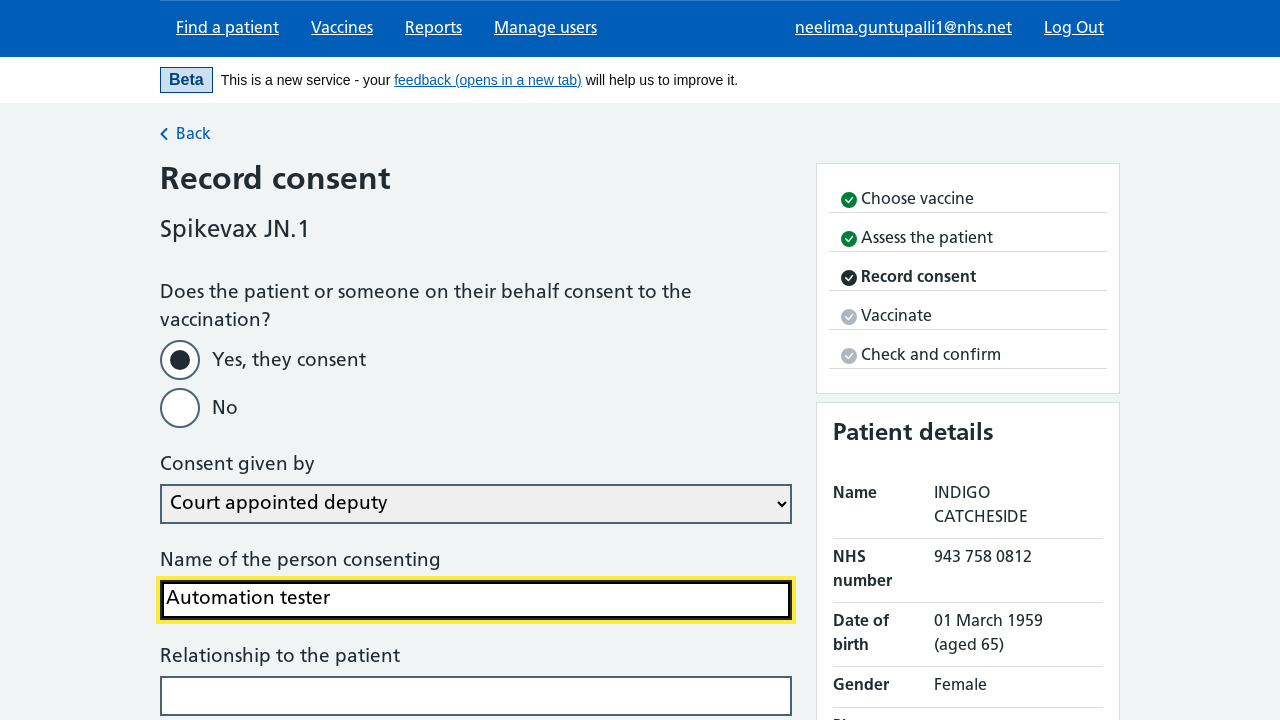 Find a patient
Vaccines
Reports
Manage users
neelima.guntupalli1@nhs.net
Log Out
Beta
This is a new service - your feedback (opens in a new tab) will help us to improve it.
Back
Record consent
Spikevax JN.1
Does the patient or someone on their behalf consent to the
vaccination?
Yes, they consent
No
Consent given by
Court appointed deputy
Name of the person consenting
Automation tester
Relationship to the patient
Choose vaccine
Assess the patient
Record consent
Vaccinate
Check and confirm
Patient details
Name
INDIGO
CATCHESIDE
NHS
number
943 758 0812
Date of
birth
01 March 1959
(aged 65)
Gender
Female